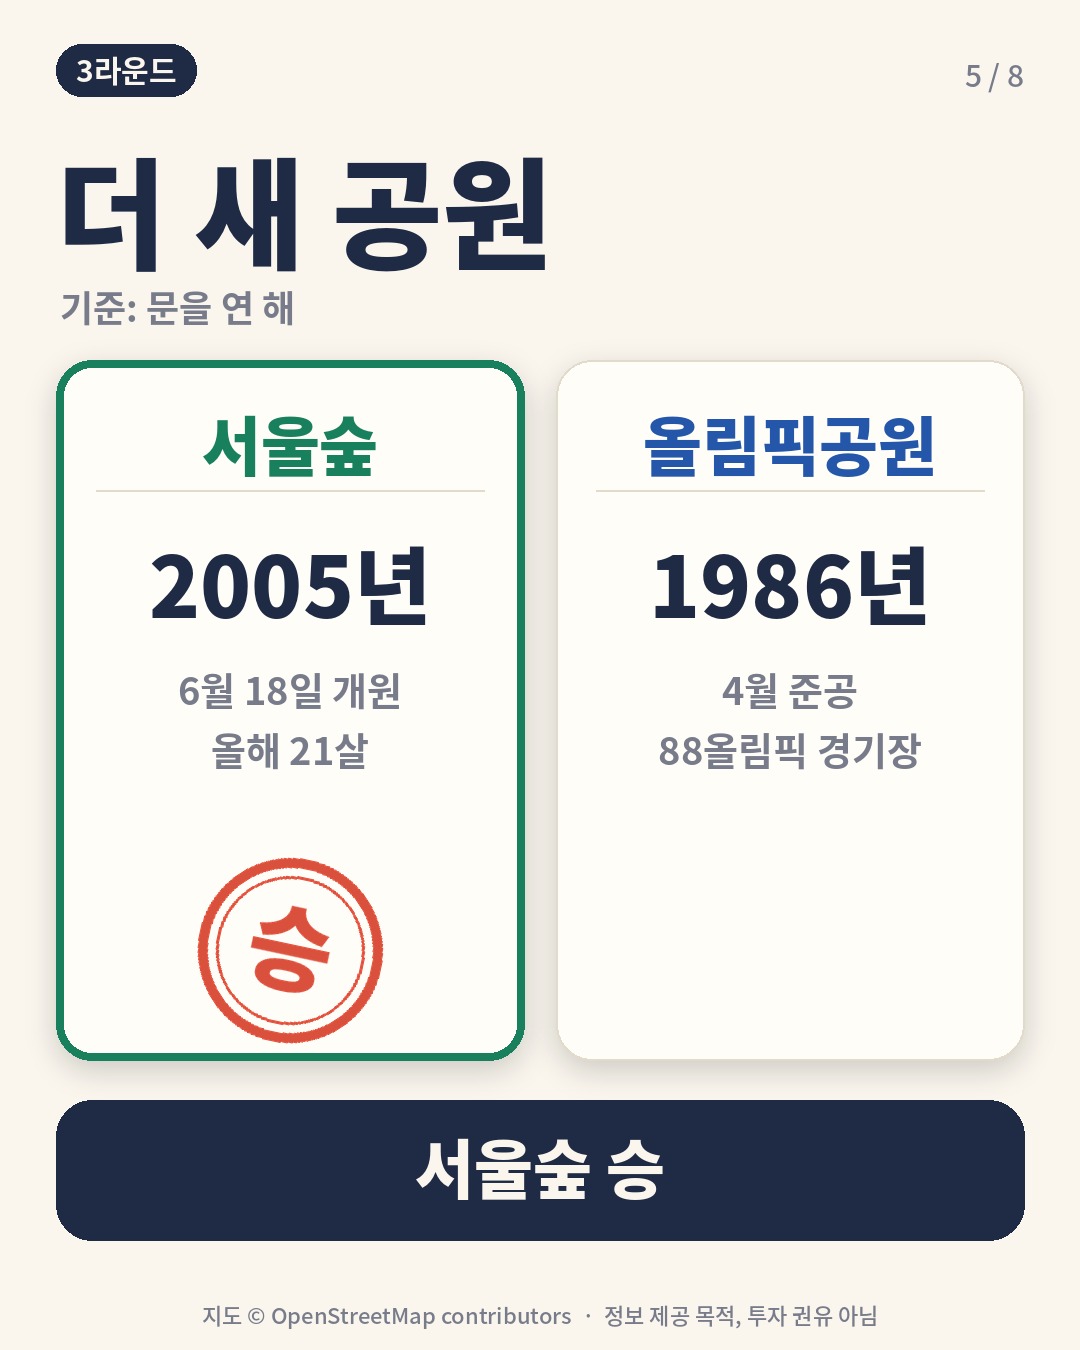 3라운드
5 / 8
더 새 공원
기준: 문을 연 해
서울숲
2005년
6월 18일 개원
올해 21살
승
올림픽공원
1986년
4월 준공
88올림픽 경기장
서울숲 승
지도 © OpenStreetMap contributors · 정보 제공 목적, 투자 권유 아님